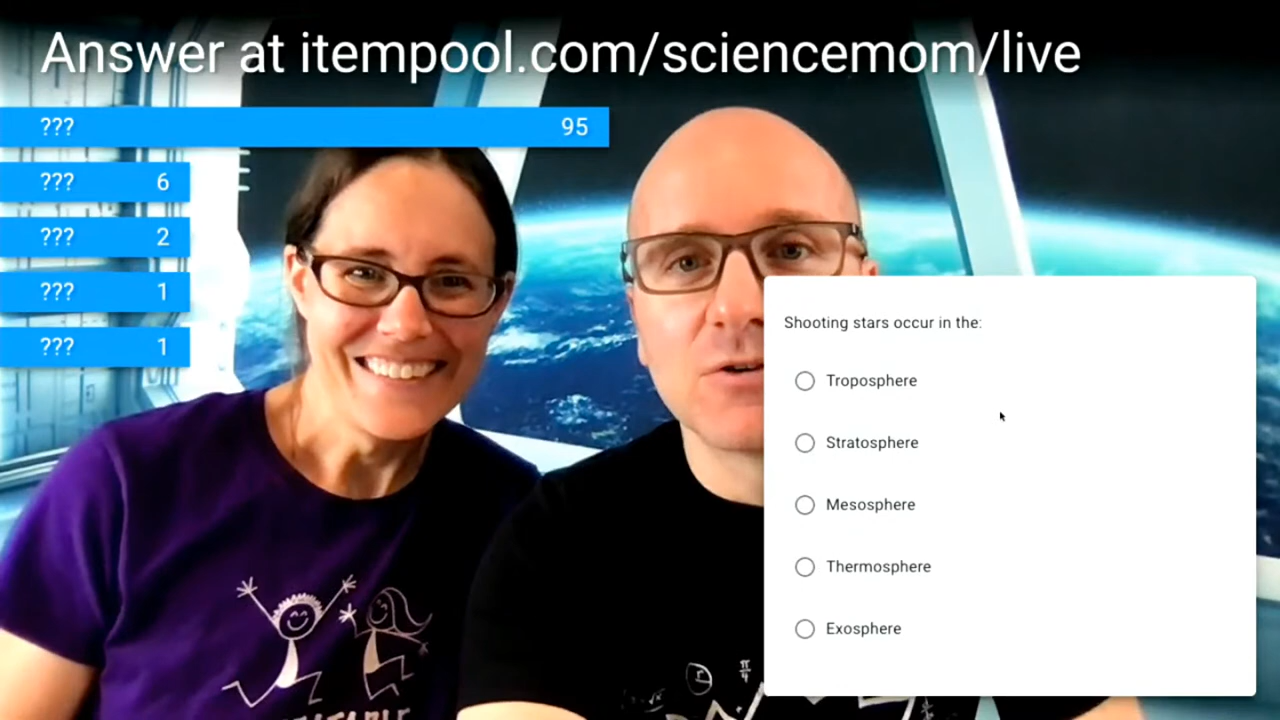 Answer at itempool.com/sciencemom/live
??? 95
??? 6
??? 2
??? 1
??? 1
Shooting stars occur in the:
Troposphere
Stratosphere
Mesosphere
Thermosphere
Exosphere